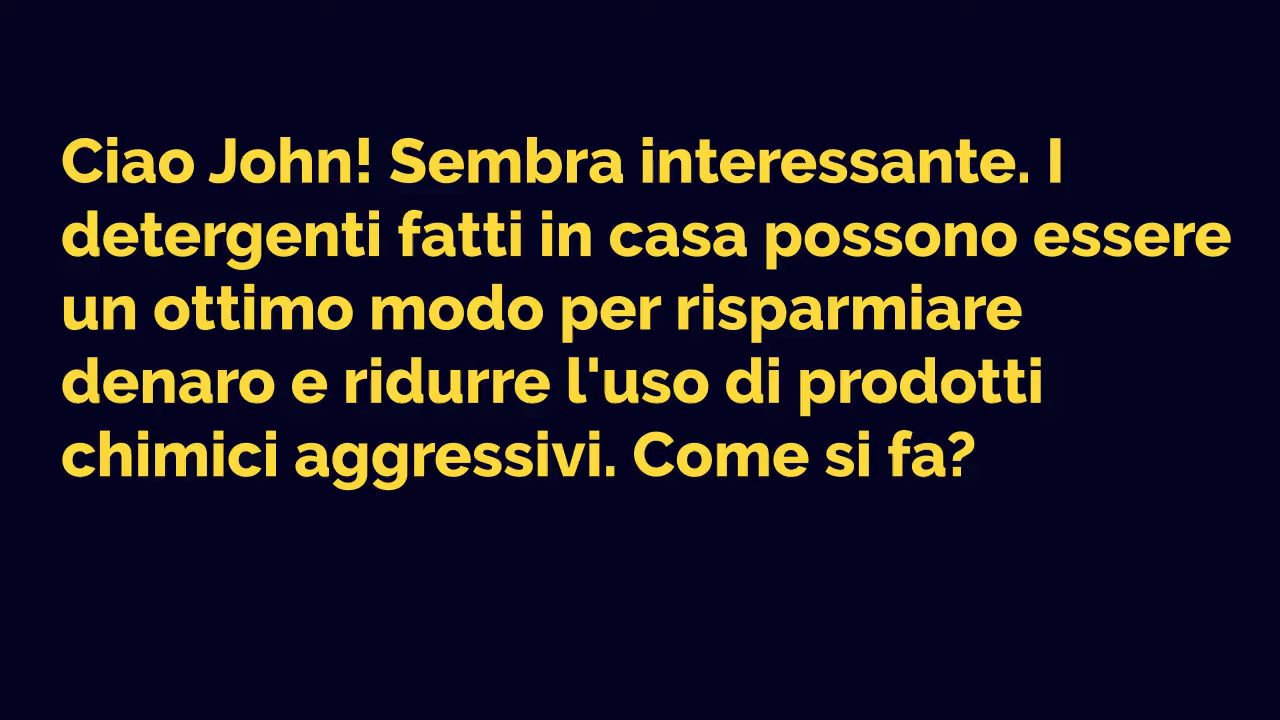 Ciao John! Sembra interessante. I
detergenti fatti in casa possono essere
un ottimo modo per risparmiare
denaro e ridurre l'uso di prodotti
chimici aggressivi. Come si fa?